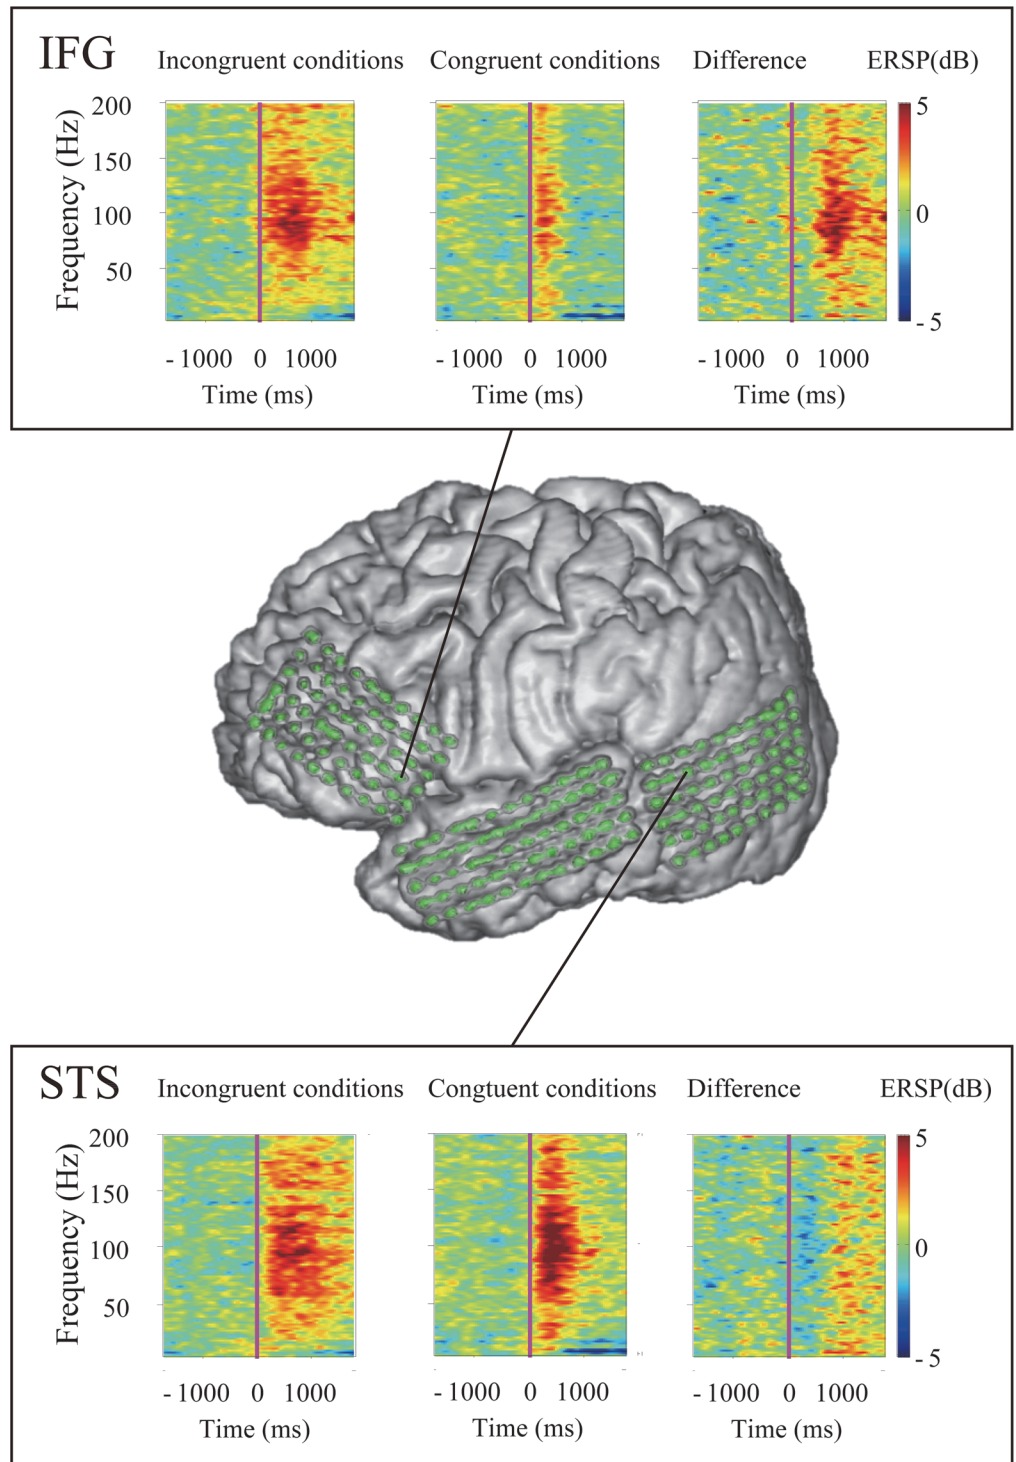 IFG
Incongruent conditions Congruent conditions Difference ERSP(dB)
Frequency (Hz)
200
150
100
50
5
0
- 5
- 1000 0 1000 - 1000 0 1000 - 1000 0 1000
Time (ms) Time (ms) Time (ms)
STS
Incongruent conditions Congtuent conditions Difference ERSP(dB)
Frequency (Hz)
200
150
100
50
5
0
- 5
- 1000 0 1000 - 1000 0 1000 - 1000 0 1000
Time (ms) Time (ms) Time (ms)